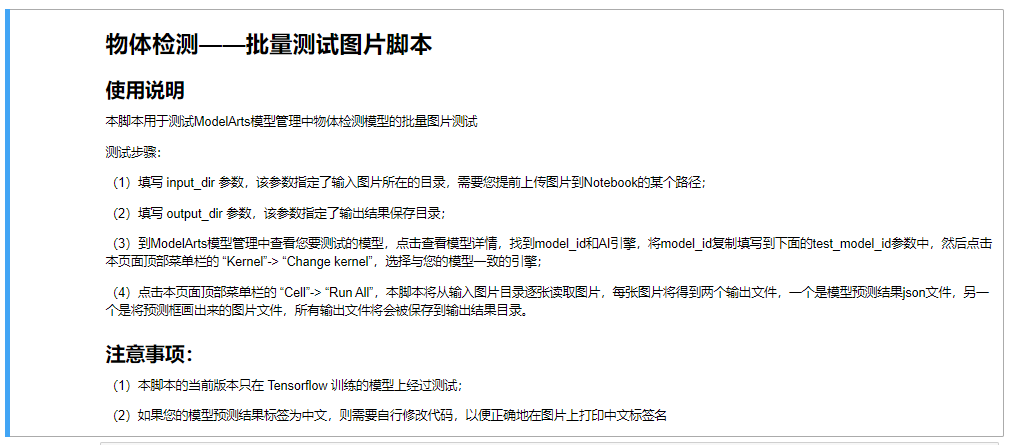 物体检测——批量测试图片脚本
使用说明
本脚本用于测试ModelArts模型管理中物体检测模型的批量图片测试
测试步骤：
（1）填写 input_dir 参数，该参数指定了输入图片所在的目录，需要您提前上传图片到Notebook的某个路径；
（2）填写 output_dir 参数，该参数指定了输出结果保存目录；
（3）到ModelArts模型管理中查看您要测试的模型，点击查看模型详情，找到model_id和AI引擎，将model_id复制填写到下面的test_model_id参数中，然后点击
本页面顶部菜单栏的 “Kernel”-> “Change kernel”，选择与您的模型一致的引擎；
（4）点击本页面顶部菜单栏的 “Cell”-> “Run All”，本脚本将从输入图片目录逐张读取图片，每张图片将得到两个输出文件，一个是模型预测结果json文件，另一
个是将预测框画出来的图片文件，所有输出文件将会被保存到输出结果目录。
注意事项：
（1）本脚本的当前版本只在 Tensorflow 训练的模型上经过测试；
（2）如果您的模型预测结果标签为中文，则需要自行修改代码，以便正确地在图片上打印中文标签名